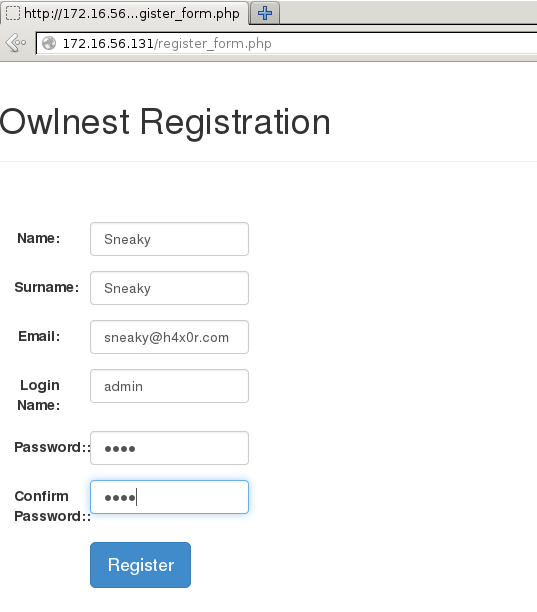 http://172.16.56...gister_form.php
172.16.56.131/register_form.php
Owlnest Registration
Name: Sneaky
Surname: Sneaky
Email: sneaky@h4x0r.com
Login Name: admin
Password:: ••••
Confirm Password:: ••••
Register